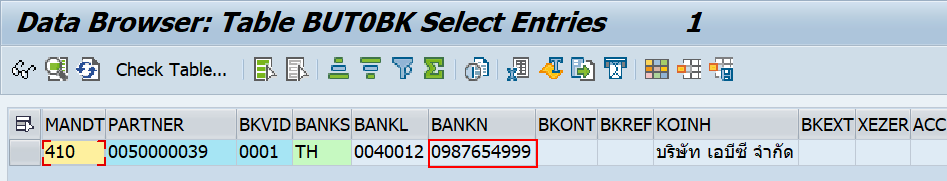 Data Browser: Table BUT0BK Select Entries 1
Check Table...
MANDT PARTNER BKVID BANKS BANKL BANKN BKONT BKREF KOINH BKEXT XEZER ACC
410 0050000039 0001 TH 0040012 0987654999 บริษัท เอบีซี จำกัด